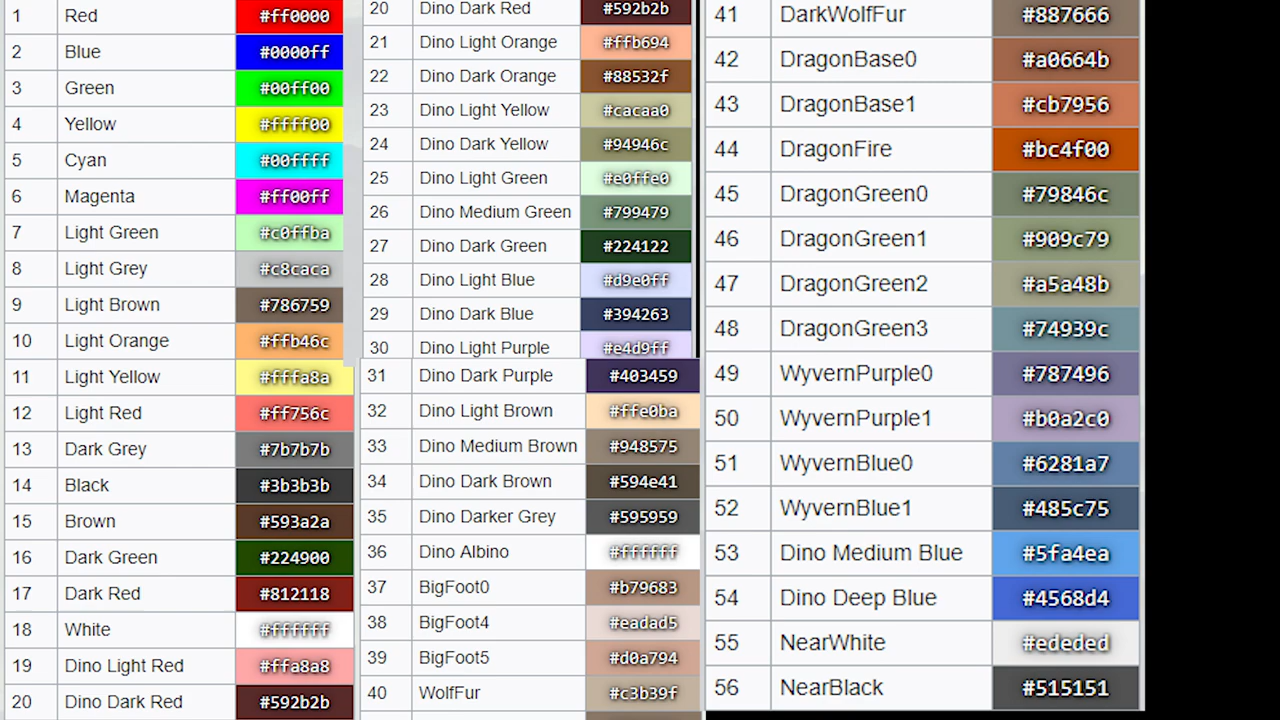 1 Red #ff0000
2 Blue #0000ff
3 Green #00ff00
4 Yellow #ffff00
5 Cyan #00ffff
6 Magenta #ff00ff
7 Light Green #c0ffba
8 Light Grey #c8caca
9 Light Brown #786759
10 Light Orange #ffb46c
11 Light Yellow #fffa8a
12 Light Red #ff756c
13 Dark Grey #7b7b7b
14 Black #3b3b3b
15 Brown #593a2a
16 Dark Green #224900
17 Dark Red #812118
18 White #ffffff
19 Dino Light Red #ffa8a8
20 Dino Dark Red #592b2b
20 Dino Dark Red #592b2b
21 Dino Light Orange #ffb694
22 Dino Dark Orange #88532f
23 Dino Light Yellow #cacaa0
24 Dino Dark Yellow #94946c
25 Dino Light Green #e0ffe0
26 Dino Medium Green #799479
27 Dino Dark Green #224122
28 Dino Light Blue #d9e0ff
29 Dino Dark Blue #394263
30 Dino Light Purple #e4d9ff
31 Dino Dark Purple #403459
32 Dino Light Brown #ffe0ba
33 Dino Medium Brown #948575
34 Dino Dark Brown #594e41
35 Dino Darker Grey #595959
36 Dino Albino #ffffff
37 BigFoot0 #b79683
38 BigFoot4 #eadad5
39 BigFoot5 #d0a794
40 WolfFur #c3b39f
41 DarkWolfFur #887666
42 DragonBase0 #a0664b
43 DragonBase1 #cb7956
44 DragonFire #bc4f00
45 DragonGreen0 #79846c
46 DragonGreen1 #909c79
47 DragonGreen2 #a5a48b
48 DragonGreen3 #74939c
49 WyvernPurple0 #787496
50 WyvernPurple1 #b0a2c0
51 WyvernBlue0 #6281a7
52 WyvernBlue1 #485c75
53 Dino Medium Blue #5fa4ea
54 Dino Deep Blue #4568d4
55 NearWhite #ededed
56 NearBlack #515151